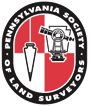 PENNSYLVANIA SOCIETY
OF LAND SURVEYORS